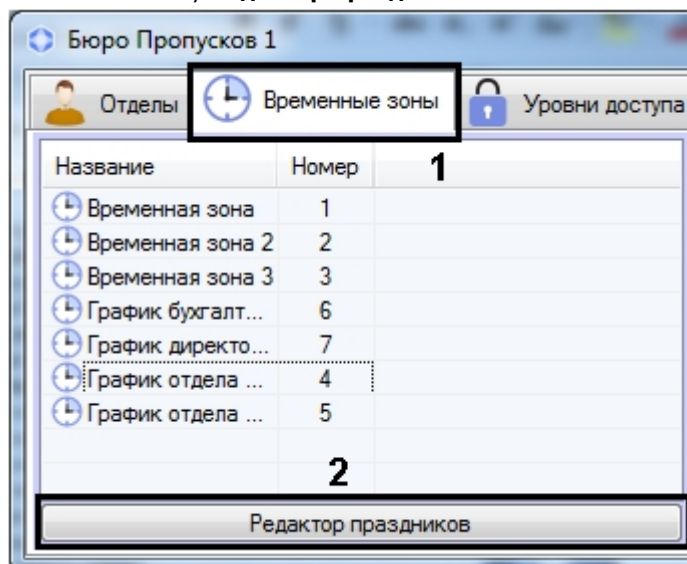 Бюро Пропусков 1
Отделы Временные зоны Уровни доступа
Название Номер 1
Временная зона 1
Временная зона 2 2
Временная зона 3 3
График бухгалт... 6
График директо... 7
График отдела ... 4
График отдела ... 5
2
Редактор праздников